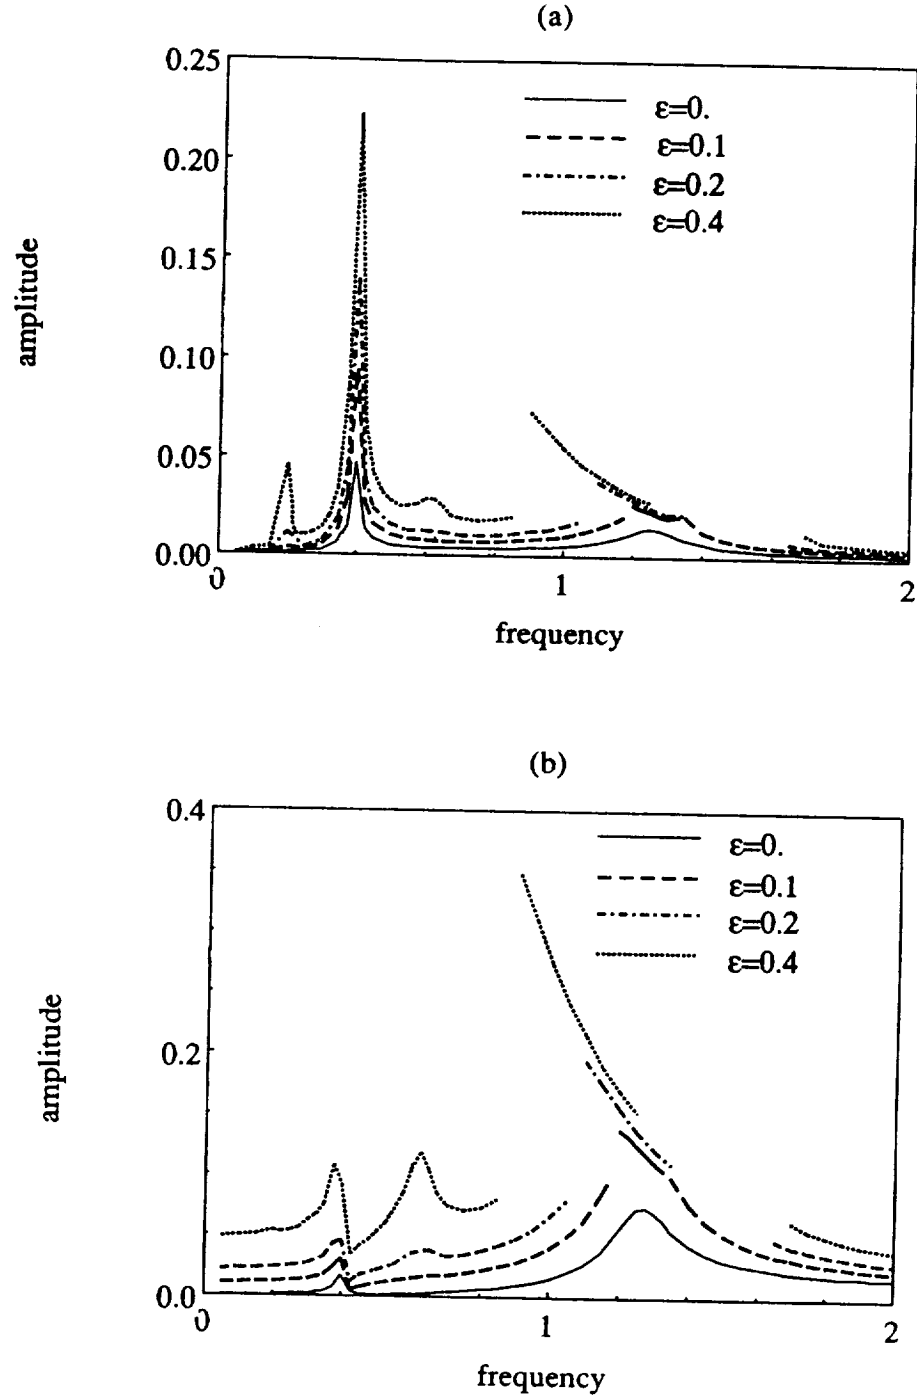 (a)
0.25
ε=0.
ε=0.1
0.20
ε=0.2
ε=0.4
0.15
amplitude
0.10
0.05
0.00
0 1 2
frequency
(b)
0.4
ε=0.
ε=0.1
ε=0.2
ε=0.4
amplitude
0.2
0.0
0 1 2
frequency